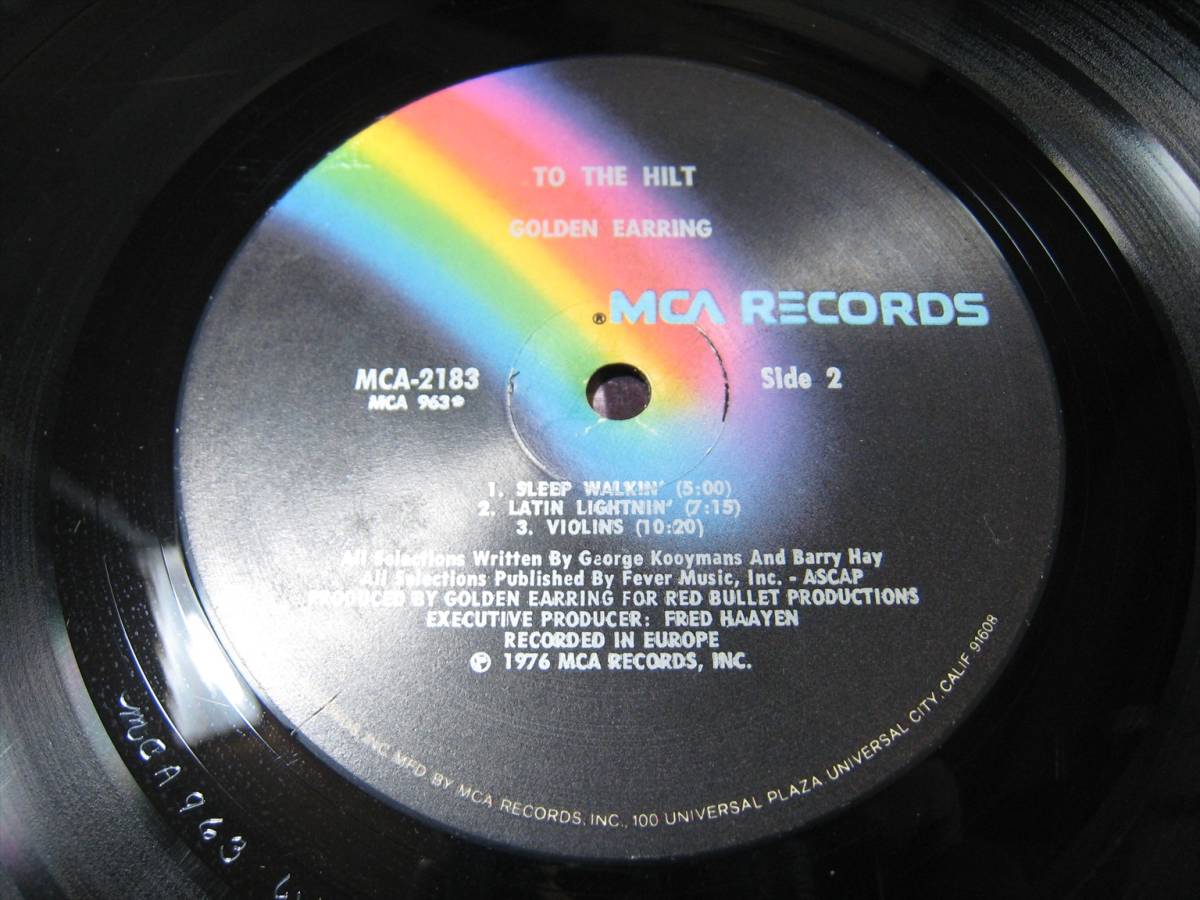 TO THE HILT
GOLDEN EARRING
® MCA RECORDS
MCA-2183
MCA 963*
Side 2
1. SLEEP WALKIN' (5:00)
2. LATIN LIGHTNIN' (7:15)
3. VIOLINS (10:20)
All Selections Written By George Kooymans And Barry Hay
All Selections Published By Fever Music, Inc. - ASCAP
PRODUCED BY GOLDEN EARRING FOR RED BULLET PRODUCTIONS
EXECUTIVE PRODUCER: FRED HAAYEN
RECORDED IN EUROPE
℗ 1976 MCA RECORDS, INC.
INC. MFD BY MCA RECORDS, INC., 100 UNIVERSAL PLAZA UNIVERSAL CITY, CALIF 91608
MCA 963